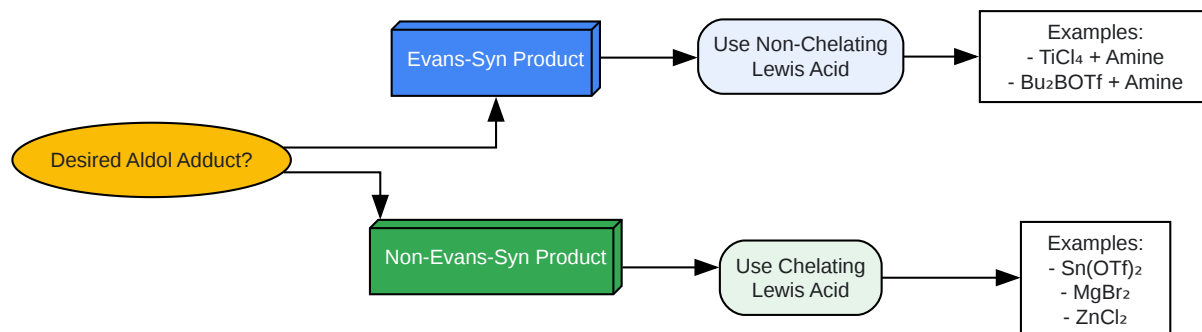 Desired Aldol Adduct?
Evans-Syn Product
Use Non-Chelating
Lewis Acid
Examples:
- TiCl₄ + Amine
- Bu₂BOTf + Amine
Non-Evans-Syn Product
Use Chelating
Lewis Acid
Examples:
- Sn(OTf)₂
- MgBr₂
- ZnCl₂